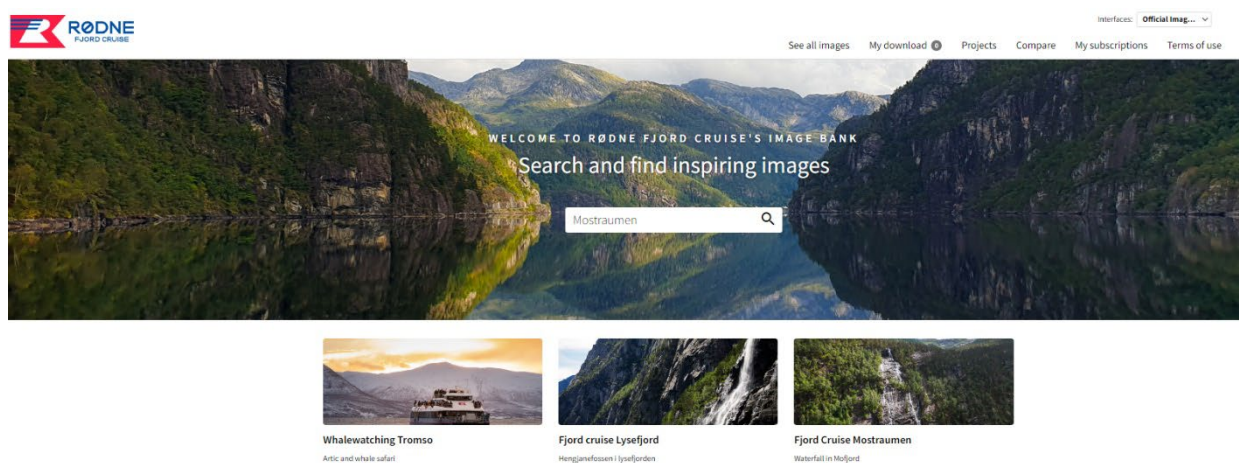 RØDNE
FJORD CRUISE
Interfaces: Official Imag...
See all images My download 0 Projects Compare My subscriptions Terms of use
WELCOME TO RØDNE FJORD CRUISE'S IMAGE BANK
Search and find inspiring images
Mostraumen
Whalewatching Tromso Fjord cruise Lysefjord Fjord Cruise Mostraumen
Artic and whale safari Hengjanefossen i lysefjorden Waterfall in Mofjord